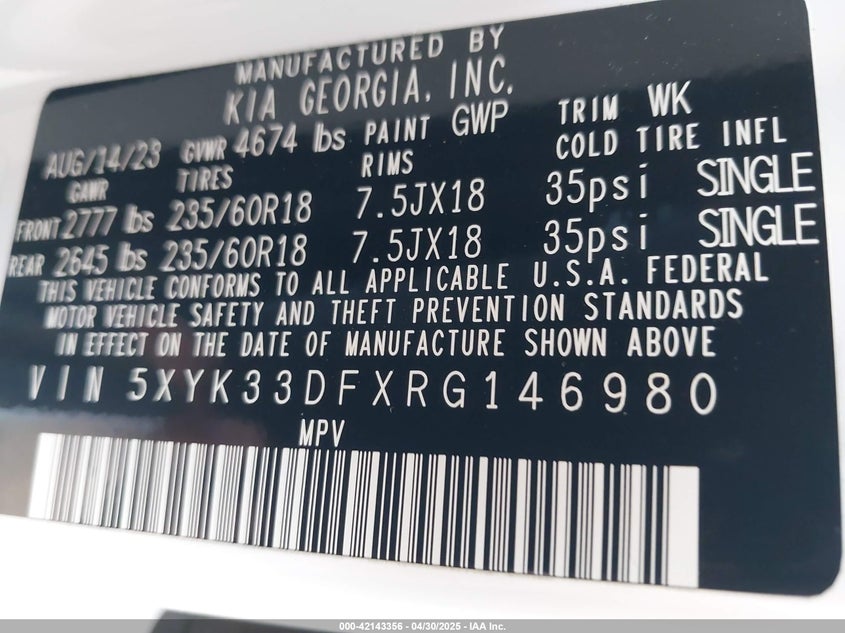 MANUFACTURED BY
KIA GEORGIA, INC.
AUG/14/23 GVWR 4674 lbs PAINT GWP TRIM WK
GAWR TIRES RIMS COLD TIRE INFL
FRONT 2777 lbs 235/60R18 7.5JX18 35psi SINGLE
REAR 2645 lbs 235/60R18 7.5JX18 35psi SINGLE
THIS VEHICLE CONFORMS TO ALL APPLICABLE U.S.A. FEDERAL
MOTOR VEHICLE SAFETY AND THEFT PREVENTION STANDARDS
IN EFFECT ON THE DATE OF MANUFACTURE SHOWN ABOVE
VIN 5XYK33DFXRG146980
MPV
000-42143356 - 04/30/2025 - IAA Inc.